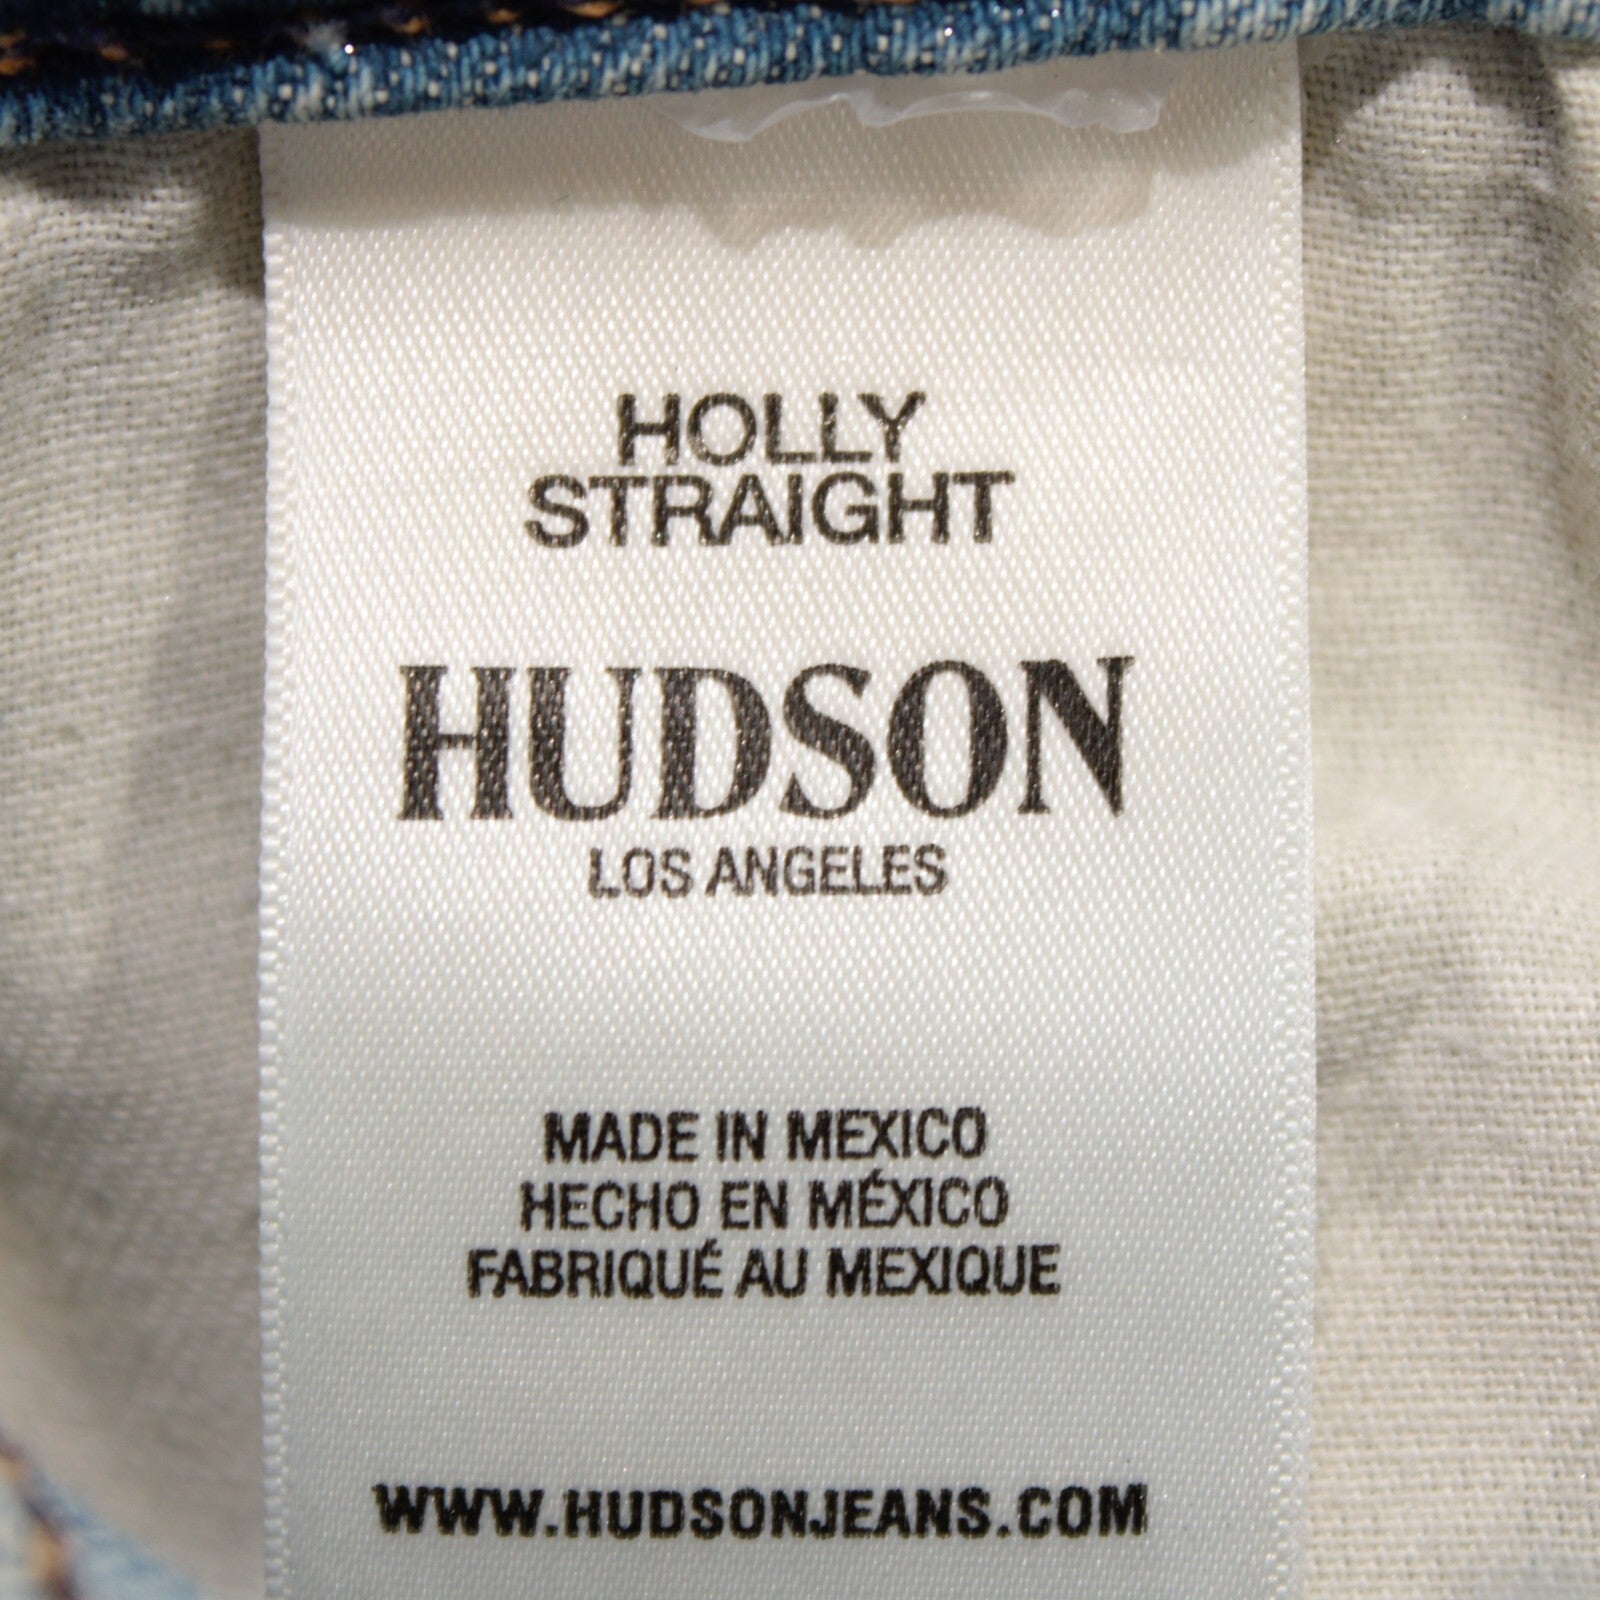 HOLLY
STRAIGHT
HUDSON
LOS ANGELES
MADE IN MEXICO
HECHO EN MÉXICO
FABRIQUÉ AU MEXIQUE
WWW.HUDSONJEANS.COM